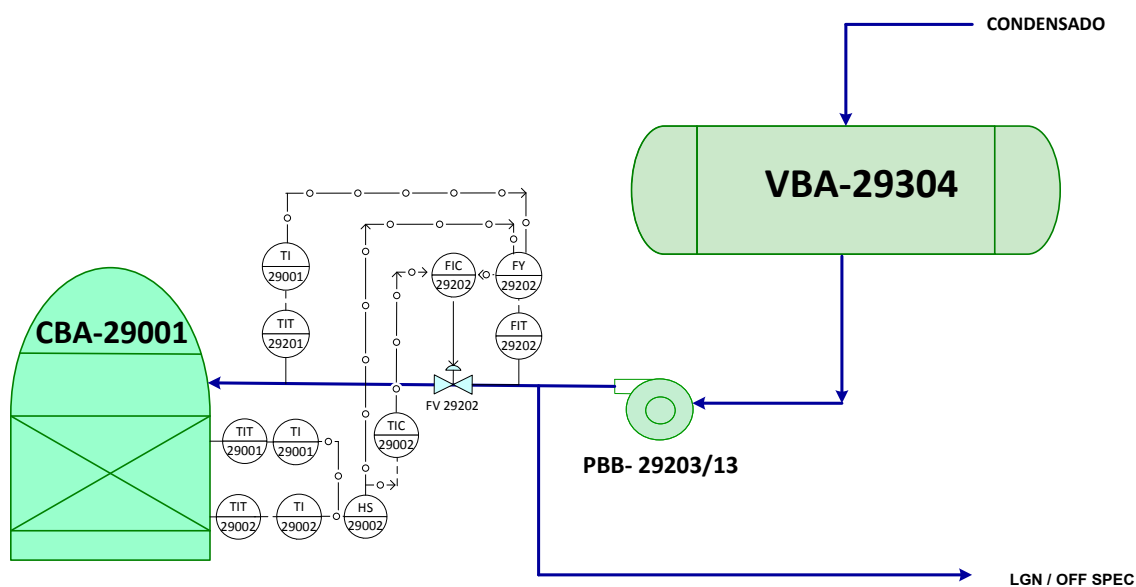 CONDENSADO
VBA-29304
TI
29001
FIC
29202
FY
29202
CBA-29001
TIT
29201
FIT
29202
FV 29202
TIT
29001
TI
29001
TIC
29002
PBB- 29203/13
TIT
29002
TI
29002
HS
29002
LGN / OFF SPEC